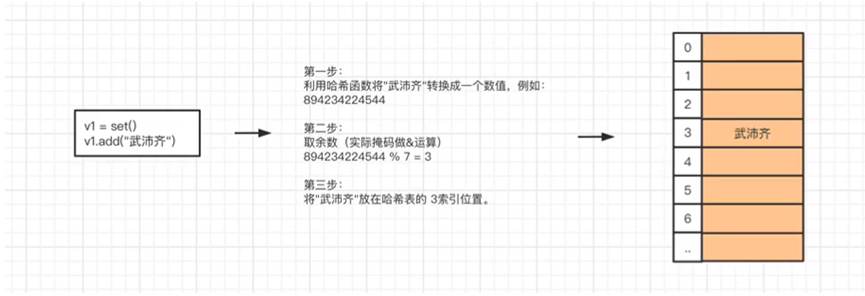 v1 = set()
v1.add("武沛齐")
第一步：
利用哈希函数将"武沛齐"转换成一个数值，例如：
894234224544
第二步：
取余数（实际掩码做&运算）
894234224544 % 7 = 3
第三步：
将"武沛齐"放在哈希表的 3索引位置。
0
1
2
3 武沛齐
4
5
6
..